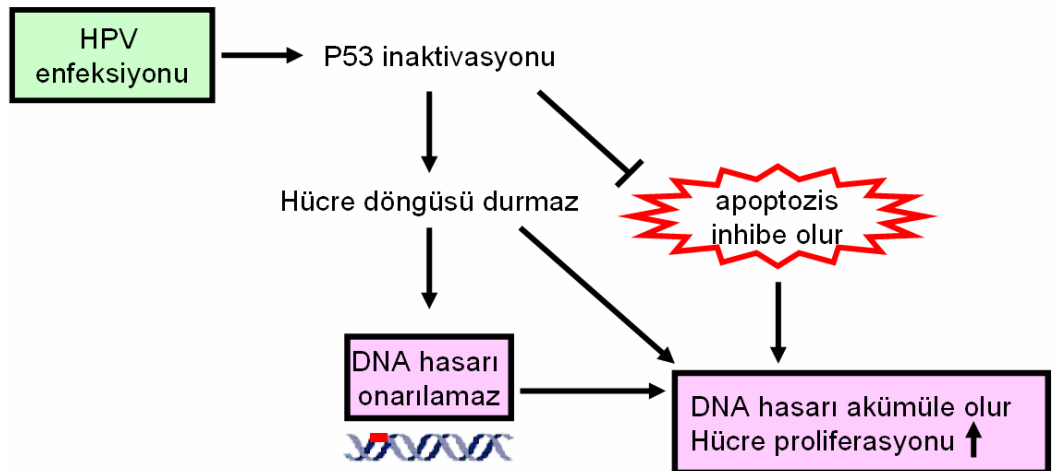 HPV
enfeksiyonu
P53 inaktivasyonu
Hücre döngüsü durmaz
apoptozis
inhibe olur
DNA hasarı
onarılamaz
DNA hasarı akümüle olur
Hücre proliferasyonu